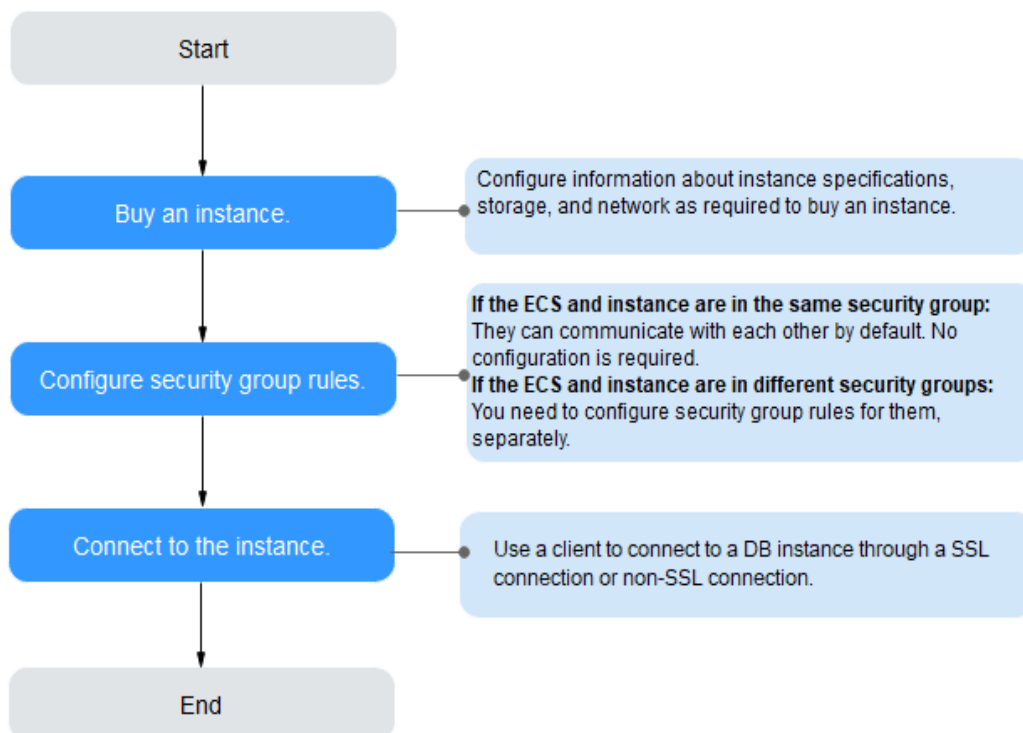 Start
Buy an instance.
Configure information about instance specifications,
storage, and network as required to buy an instance.
Configure security group rules.
If the ECS and instance are in the same security group:
They can communicate with each other by default. No
configuration is required.
If the ECS and instance are in different security groups:
You need to configure security group rules for them,
separately.
Connect to the instance.
Use a client to connect to a DB instance through a SSL
connection or non-SSL connection.
End